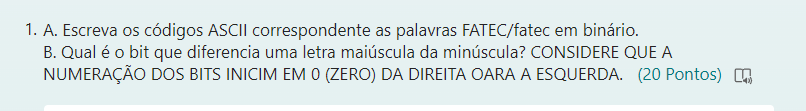 1. A. Escreva os códigos ASCII correspondente as palavras FATEC/fatec em binário.
B. Qual é o bit que diferencia uma letra maiúscula da minúscula? CONSIDERE QUE A
NUMERAÇÃO DOS BITS INICIM EM 0 (ZERO) DA DIREITA OARA A ESQUERDA. (20 Pontos)